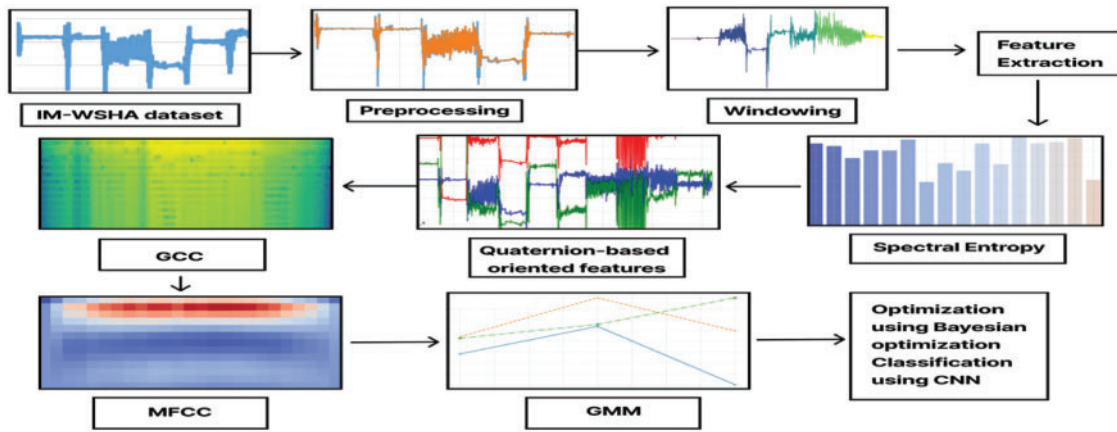 IM-WSHA dataset
Preprocessing
Windowing
Feature
Extraction
Spectral Entropy
Quaternion-based
oriented features
GCC
MFCC
GMM
Optimization
using Bayesian
optimization
Classification
using CNN